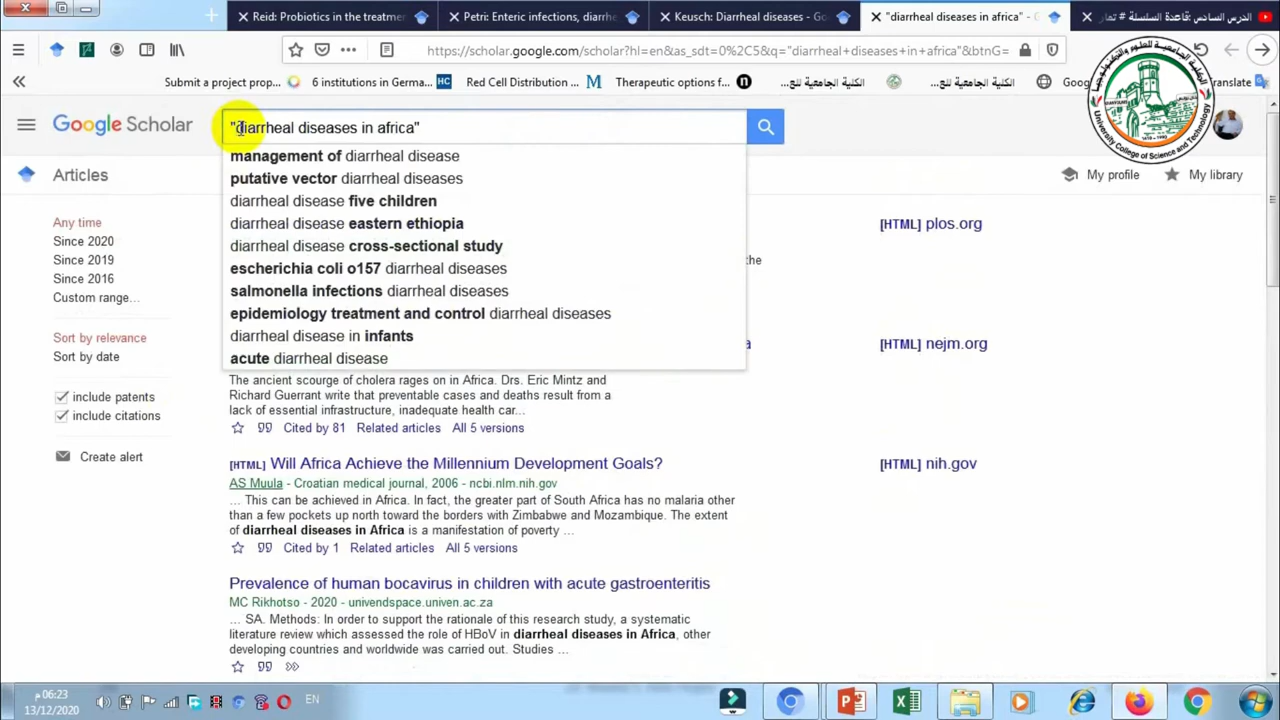 Reid: Probiotics in the treatmer
Petri: Enteric infections, diarrhe
Keusch: Diarrheal diseases - Go
"diarrheal diseases in africa" - G
الدرس السادس :قاعدة السلسلة # تمار
https://scholar.google.com/scholar?hl=en&as_sdt=0%2C5&q="diarrheal+diseases+in+africa"&btnG=
Submit a project prop...
6 institutions in Germa...
HC
Red Cell Distribution ...
M
Therapeutic options f...
n
الكلية الجامعية للع...
الكلية الجامعية للع...
Goog
Translate
Google Scholar
"diarrheal diseases in africa"
management of diarrheal disease
putative vector diarrheal diseases
diarrheal disease five children
diarrheal disease eastern ethiopia
diarrheal disease cross-sectional study
escherichia coli o157 diarrheal diseases
salmonella infections diarrheal diseases
epidemiology treatment and control diarrheal diseases
diarrheal disease in infants
acute diarrheal disease
Articles
My profile
My library
Any time
Since 2020
Since 2019
Since 2016
Custom range...
Sort by relevance
Sort by date
include patents
include citations
Create alert
[HTML] plos.org
the
a
[HTML] nejm.org
The ancient scourge of cholera rages on in Africa. Drs. Eric Mintz and
Richard Guerrant write that preventable cases and deaths result from a
lack of essential infrastructure, inadequate health car...
Cited by 81 Related articles All 5 versions
[HTML] Will Africa Achieve the Millennium Development Goals?
[HTML] nih.gov
AS Muula - Croatian medical journal, 2006 - ncbi.nlm.nih.gov
... This can be achieved in Africa. In fact, the greater part of South Africa has no malaria other
than a few pockets up north toward the borders with Zimbabwe and Mozambique. The extent
of diarrheal diseases in Africa is a manifestation of poverty ...
Cited by 1 Related articles All 5 versions
Prevalence of human bocavirus in children with acute gastroenteritis
MC Rikhotso - 2020 - univendspace.univen.ac.za
... SA. Methods: In order to support the rationale of this research study, a systematic
literature review which assessed the role of HBoV in diarrheal diseases in Africa, other
developing countries and worldwide was carried out. Studies ...
06:23 م
13/12/2020
EN